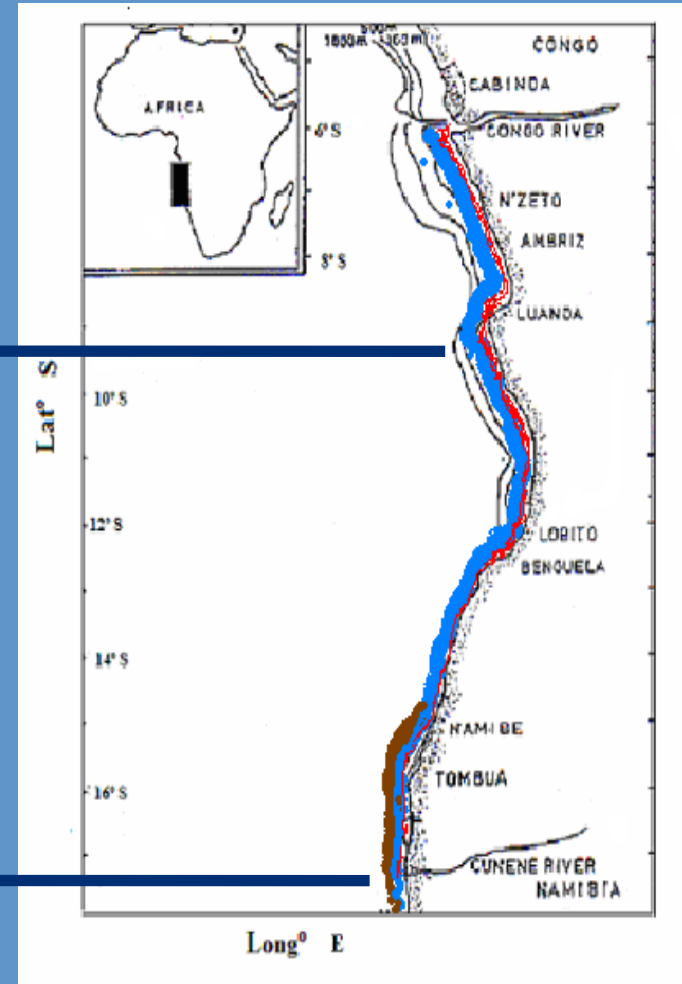 CONGO
CABINDA
AFRICA
6° S
CONGO RIVER
N'ZETO
AMBRIZ
8° S
LUANDA
Lat° S
10° S
12° S
LOBITO
BENGUELA
14° S
NAMIBE
TOMBUA
16° S
CUNENE RIVER
NAMIBIA
Long° E